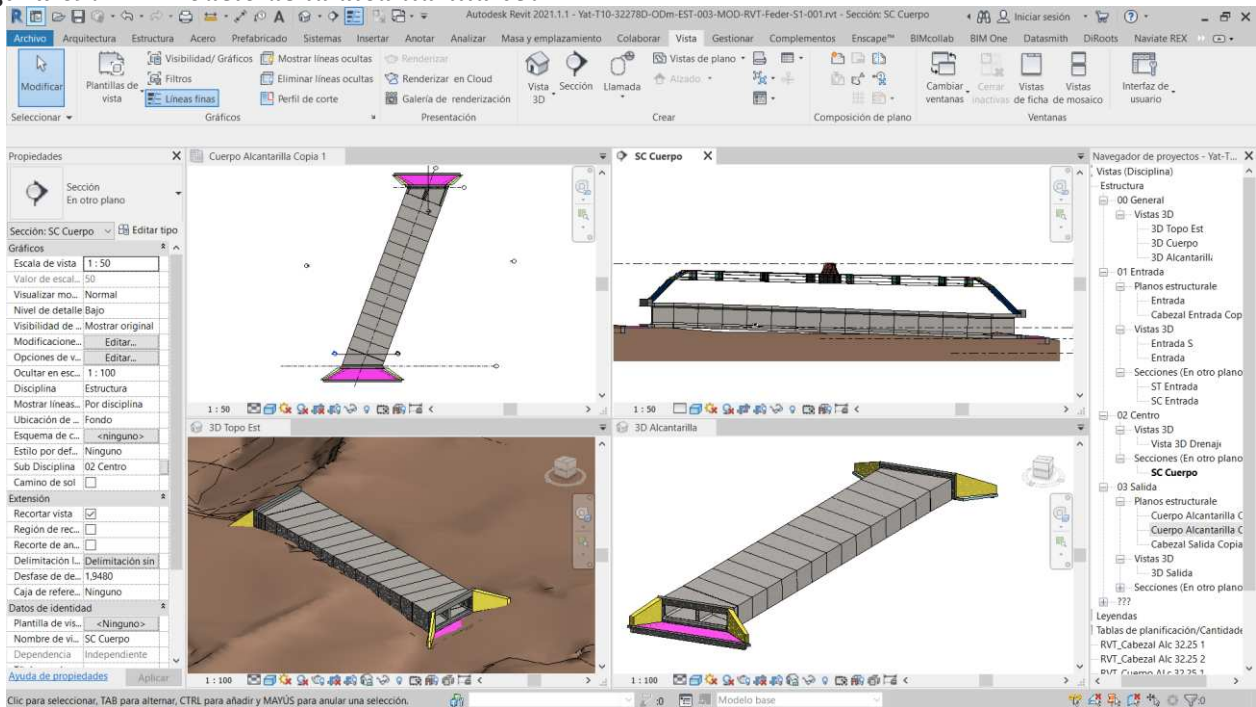 Autodesk Revit 2021.1.1 - Yat-T10-32278D-ODm-EST-003-MOD-RVT-Feder-S1-001.rvt - Sección: SC Cuerpo
Iniciar sesión
Archivo Arquitectura Estructura Acero Prefabricado Sistemas Insertar Anotar Analizar Masa y emplazamiento Colaborar Vista Gestionar Complementos Enscape™ BIMcollab BIM One Datasmith DiRoots Naviate REX
Modificar
Plantillas de vista
Visibilidad/ Gráficos
Filtros
Líneas finas
Mostrar líneas ocultas
Eliminar líneas ocultas
Perfil de corte
Renderizar
Renderizar en Cloud
Galería de renderización
Vista 3D
Sección
Llamada
Vistas de plano
Alzado
Cambiar ventanas
Cerrar inactivas
Vistas de ficha
Vistas de mosaico
Interfaz de usuario
Seleccionar
Gráficos
Presentación
Crear
Composición de plano
Ventanas
Propiedades X
Sección
En otro plano
Sección: SC Cuerpo Editar tipo
Gráficos
Escala de vista 1 : 50
Valor de escal... 50
Visualizar mo... Normal
Nivel de detalle Bajo
Visibilidad de ... Mostrar original
Modificacione... Editar...
Opciones de v... Editar...
Ocultar en esc... 1 : 100
Disciplina Estructura
Mostrar líneas... Por disciplina
Ubicación de ... Fondo
Esquema de c... <ninguno>
Estilo por def... Ninguno
Sub Disciplina 02 Centro
Camino de sol
Extensión
Recortar vista
Región de rec...
Recorte de an...
Delimitación l... Delimitación sin
Desfase de de... 1,9480
Caja de refere... Ninguno
Datos de identidad
Plantilla de vis... <Ninguno>
Nombre de vi... SC Cuerpo
Dependencia Independiente
Ayuda de propiedades Aplicar
Cuerpo Alcantarilla Copia 1
1 : 50
SC Cuerpo X
1 : 50
3D Topo Est
1 : 100
3D Alcantarilla
1 : 100
Navegador de proyectos - Yat-T... X
Vistas (Disciplina)
Estructura
00 General
Vistas 3D
3D Topo Est
3D Cuerpo
3D Alcantarill
01 Entrada
Planos estructurale
Entrada
Cabezal Entrada Cop
Vistas 3D
Entrada S
Entrada
Secciones (En otro plano
ST Entrada
SC Entrada
02 Centro
Vistas 3D
Vista 3D Drenaje
Secciones (En otro plano
SC Cuerpo
03 Salida
Planos estructurale
Cuerpo Alcantarilla C
Cuerpo Alcantarilla C
Cabezal Salida Copia
Vistas 3D
3D Salida
Secciones (En otro plano
???
Leyendas
Tablas de planificación/Cantidade
RVT_Cabezal Alc 32.25 1
RVT_Cabezal Alc 32.25 2
Clic para seleccionar, TAB para alternar, CTRL para añadir y MAYÚS para anular una selección.
:0
Modelo base
:0